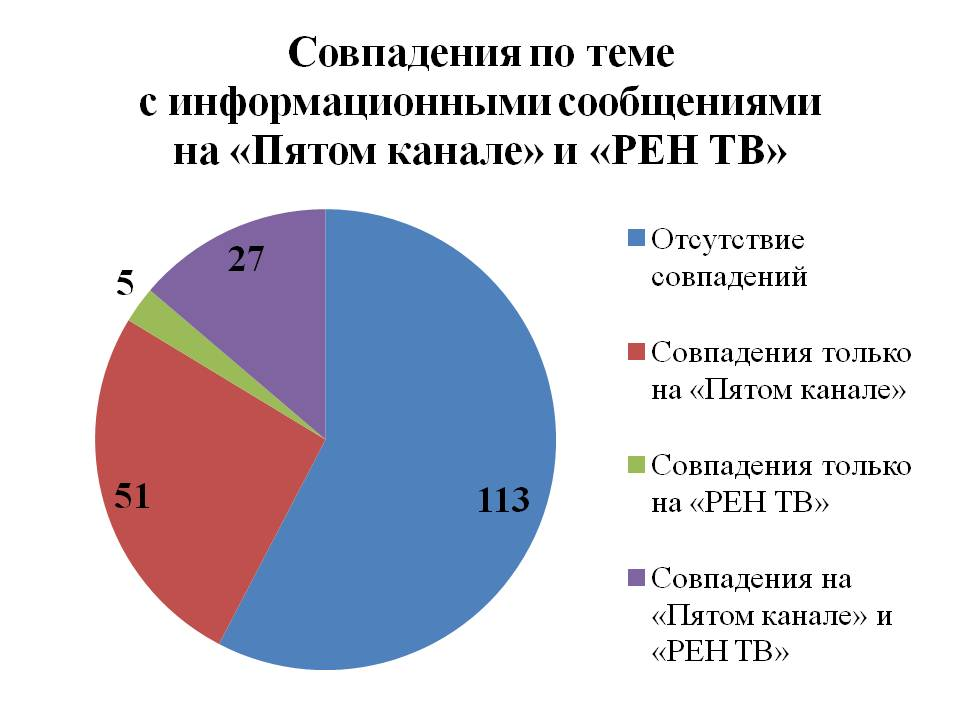 Совпадения по теме
с информационными сообщениями
на «Пятом канале» и «РЕН ТВ»
27
5
51
113
Отсутствие
совпадений
Совпадения только
на «Пятом канале»
Совпадения только
на «РЕН ТВ»
Совпадения на
«Пятом канале» и
«РЕН ТВ»